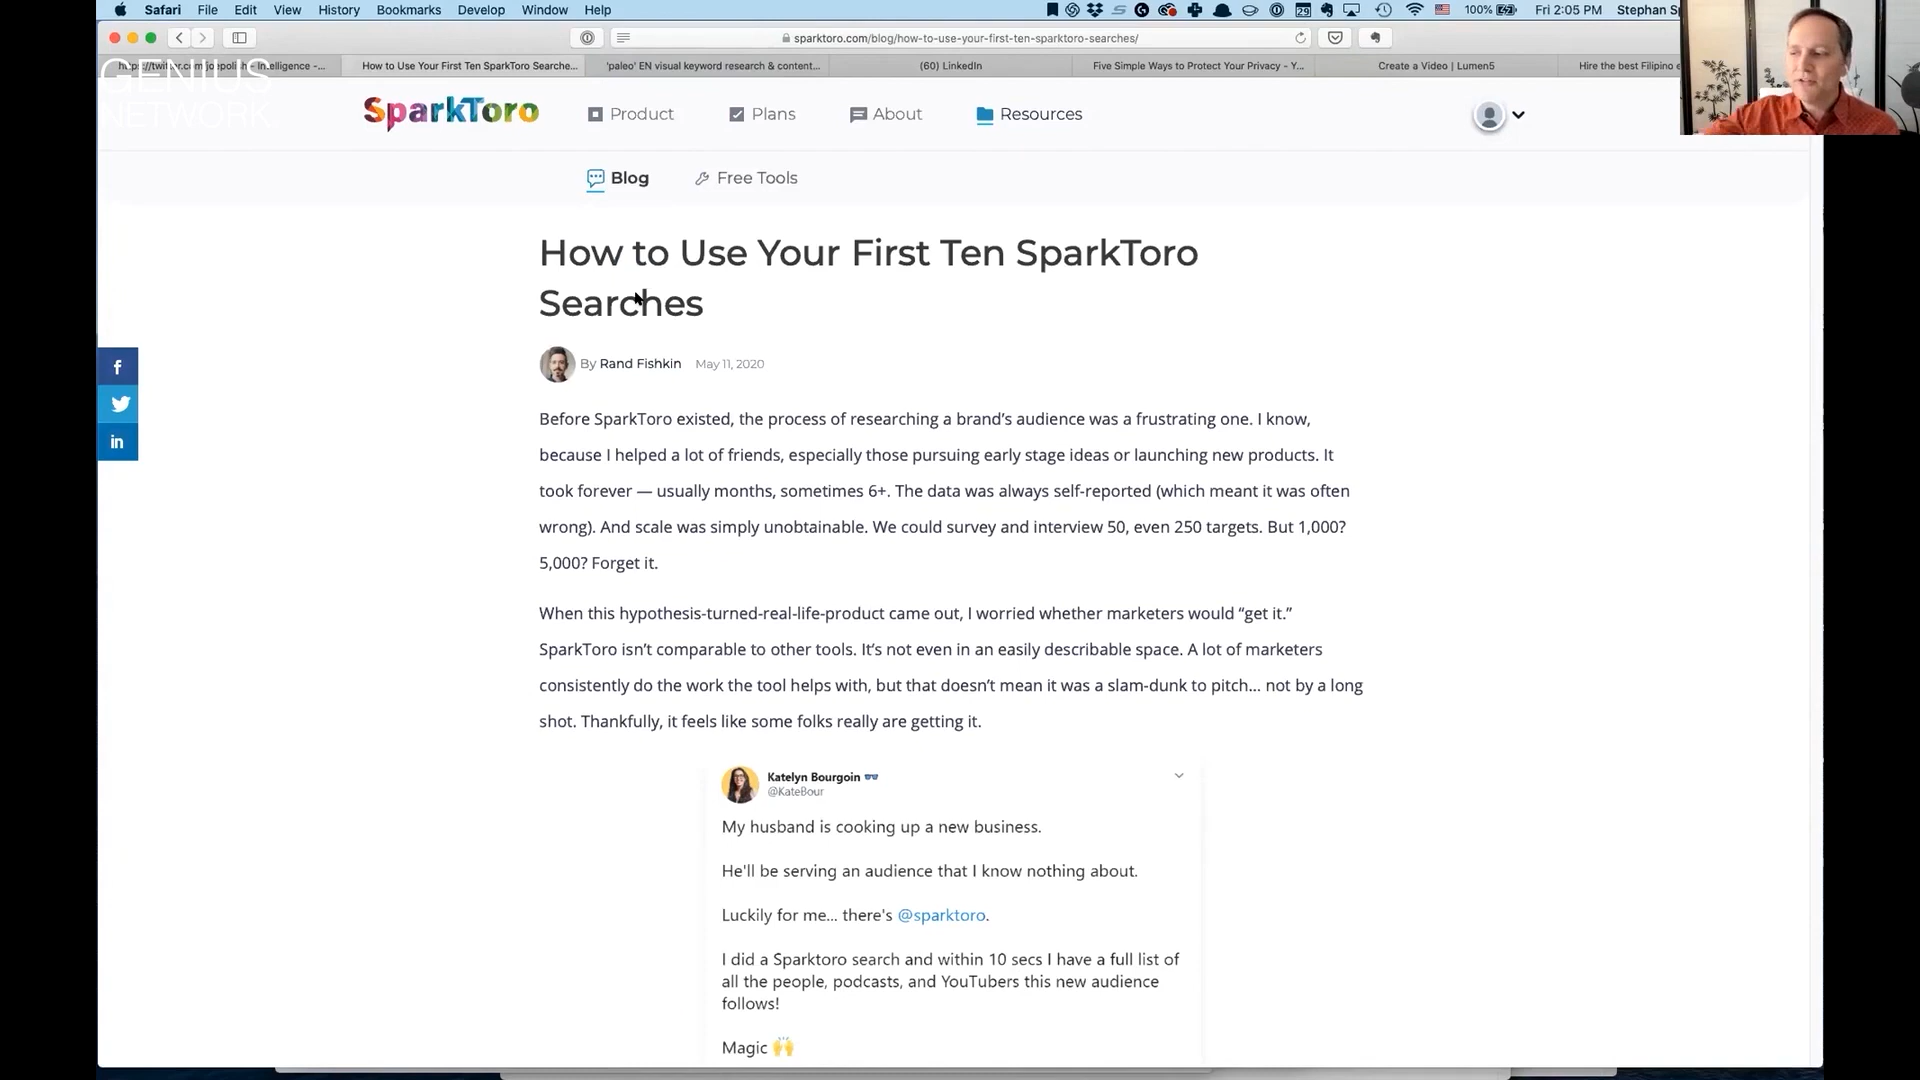 Safari File Edit View History Bookmarks Develop Window Help 29 100% Fri 2:05 PM Stephan
sparktoro.com/blog/how-to-use-your-first-ten-sparktoro-searches/
How to Use Your First Ten SparkToro Searche... 'paleo' EN visual keyword research & content... (60) LinkedIn Five Simple Ways to Protect Your Privacy - Y... Create a Video | Lumen5 Hire the best Filipino
GENIUS
NETWORK
SparkToro Product Plans About Resources
Blog Free Tools
How to Use Your First Ten SparkToro
Searches
By Rand Fishkin May 11, 2020
f
in
Before SparkToro existed, the process of researching a brand’s audience was a frustrating one. I know,
because I helped a lot of friends, especially those pursuing early stage ideas or launching new products. It
took forever — usually months, sometimes 6+. The data was always self-reported (which meant it was often
wrong). And scale was simply unobtainable. We could survey and interview 50, even 250 targets. But 1,000?
5,000? Forget it.
When this hypothesis-turned-real-life-product came out, I worried whether marketers would “get it.”
SparkToro isn’t comparable to other tools. It’s not even in an easily describable space. A lot of marketers
consistently do the work the tool helps with, but that doesn’t mean it was a slam-dunk to pitch... not by a long
shot. Thankfully, it feels like some folks really are getting it.
Katelyn Bourgoin
@KateBour
My husband is cooking up a new business.
He'll be serving an audience that I know nothing about.
Luckily for me... there's @sparktoro.
I did a Sparktoro search and within 10 secs I have a full list of
all the people, podcasts, and YouTubers this new audience
follows!
Magic 🙌